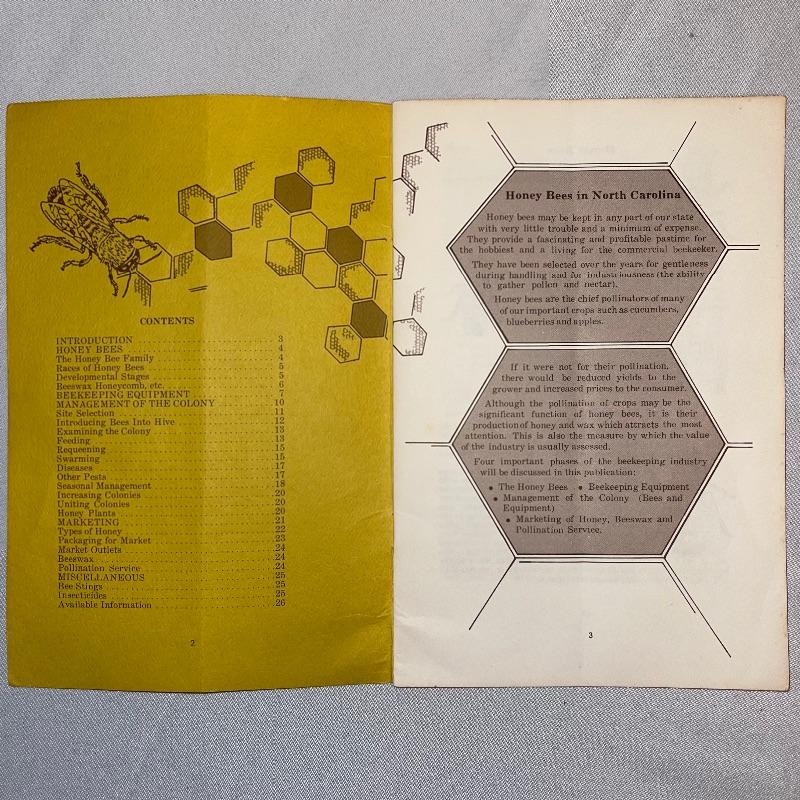 CONTENTS
INTRODUCTION 3
HONEY BEES 4
The Honey Bee Family 4
Races of Honey Bees 5
Developmental Stages 5
Beeswax Honeycomb, etc. 6
BEEKEEPING EQUIPMENT 7
MANAGEMENT OF THE COLONY 10
Site Selection 11
Introducing Bees Into Hive 12
Examining the Colony 13
Feeding 13
Requeening 15
Swarming 15
Diseases 17
Other Pests 17
Seasonal Management 18
Increasing Colonies 20
Uniting Colonies 20
Honey Plants 20
MARKETING 21
Types of Honey 22
Packaging for Market 23
Market Outlets 24
Beeswax 24
Pollination Service 24
MISCELLANEOUS 25
Bee Stings 25
Insecticides 25
Available Information 26
2
Honey Bees in North Carolina
Honey bees may be kept in any part of our state
with very little trouble and a minimum of expense.
They provide a fascinating and profitable pastime for
the hobbiest and a living for the commercial beekeeker.
They have been selected over the years for gentleness
during handling and for industriousness (the ability
to gather pollen and nectar).
Honey bees are the chief pollinators of many
of our important crops such as cucumbers,
blueberries and apples.
If it were not for their pollination,
there would be reduced yields to the
grower and increased prices to the consumer.
Although the pollination of crops may be the
significant function of honey bees, it is their
production of honey and wax which attracts the most
attention. This is also the measure by which the value
of the industry is usually assessed.
Four important phases of the beekeeping industry
will be discussed in this publication:
• The Honey Bees • Beekeeping Equipment
• Management of the Colony (Bees and
Equipment)
• Marketing of Honey, Beeswax and
Pollination Service.
3